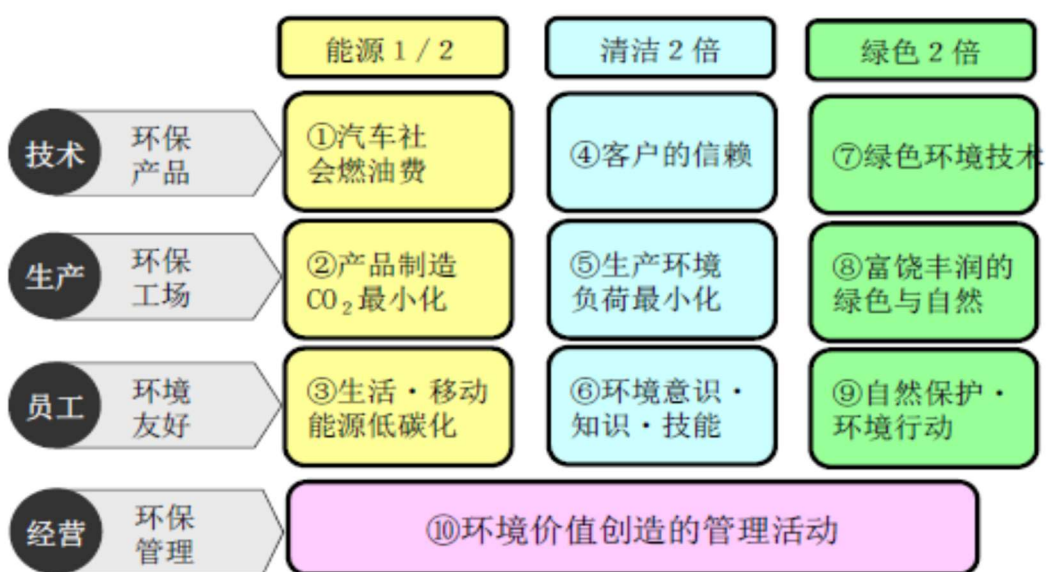 能源1/2
清洁2倍
绿色2倍
技术
环保
产品
①汽车社
会燃油费
④客户的信赖
⑦绿色环境技术
生产
环保
工场
②产品制造
CO₂最小化
⑤生产环境
负荷最小化
⑧富饶丰润的
绿色与自然
员工
环境
友好
③生活・移动
能源低碳化
⑥环境意识・
知识・技能
⑨自然保护・
环境行动
经营
环保
管理
⑩环境价值创造的管理活动